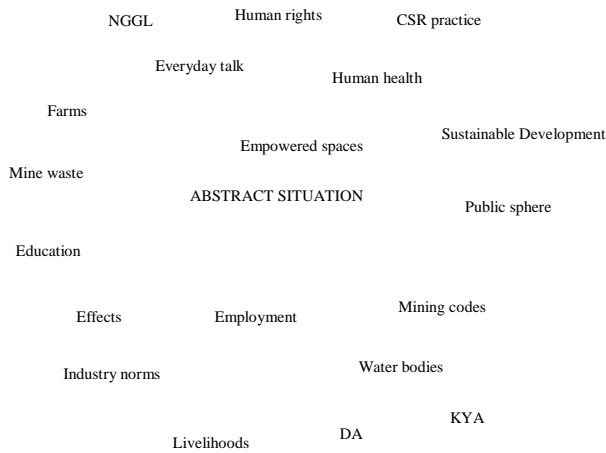 NGGL
Human rights
CSR practice
Everyday talk
Human health
Farms
Empowered spaces
Sustainable Development
Mine waste
ABSTRACT SITUATION
Public sphere
Education
Effects
Employment
Mining codes
Industry norms
Water bodies
Livelihoods
DA
KYA